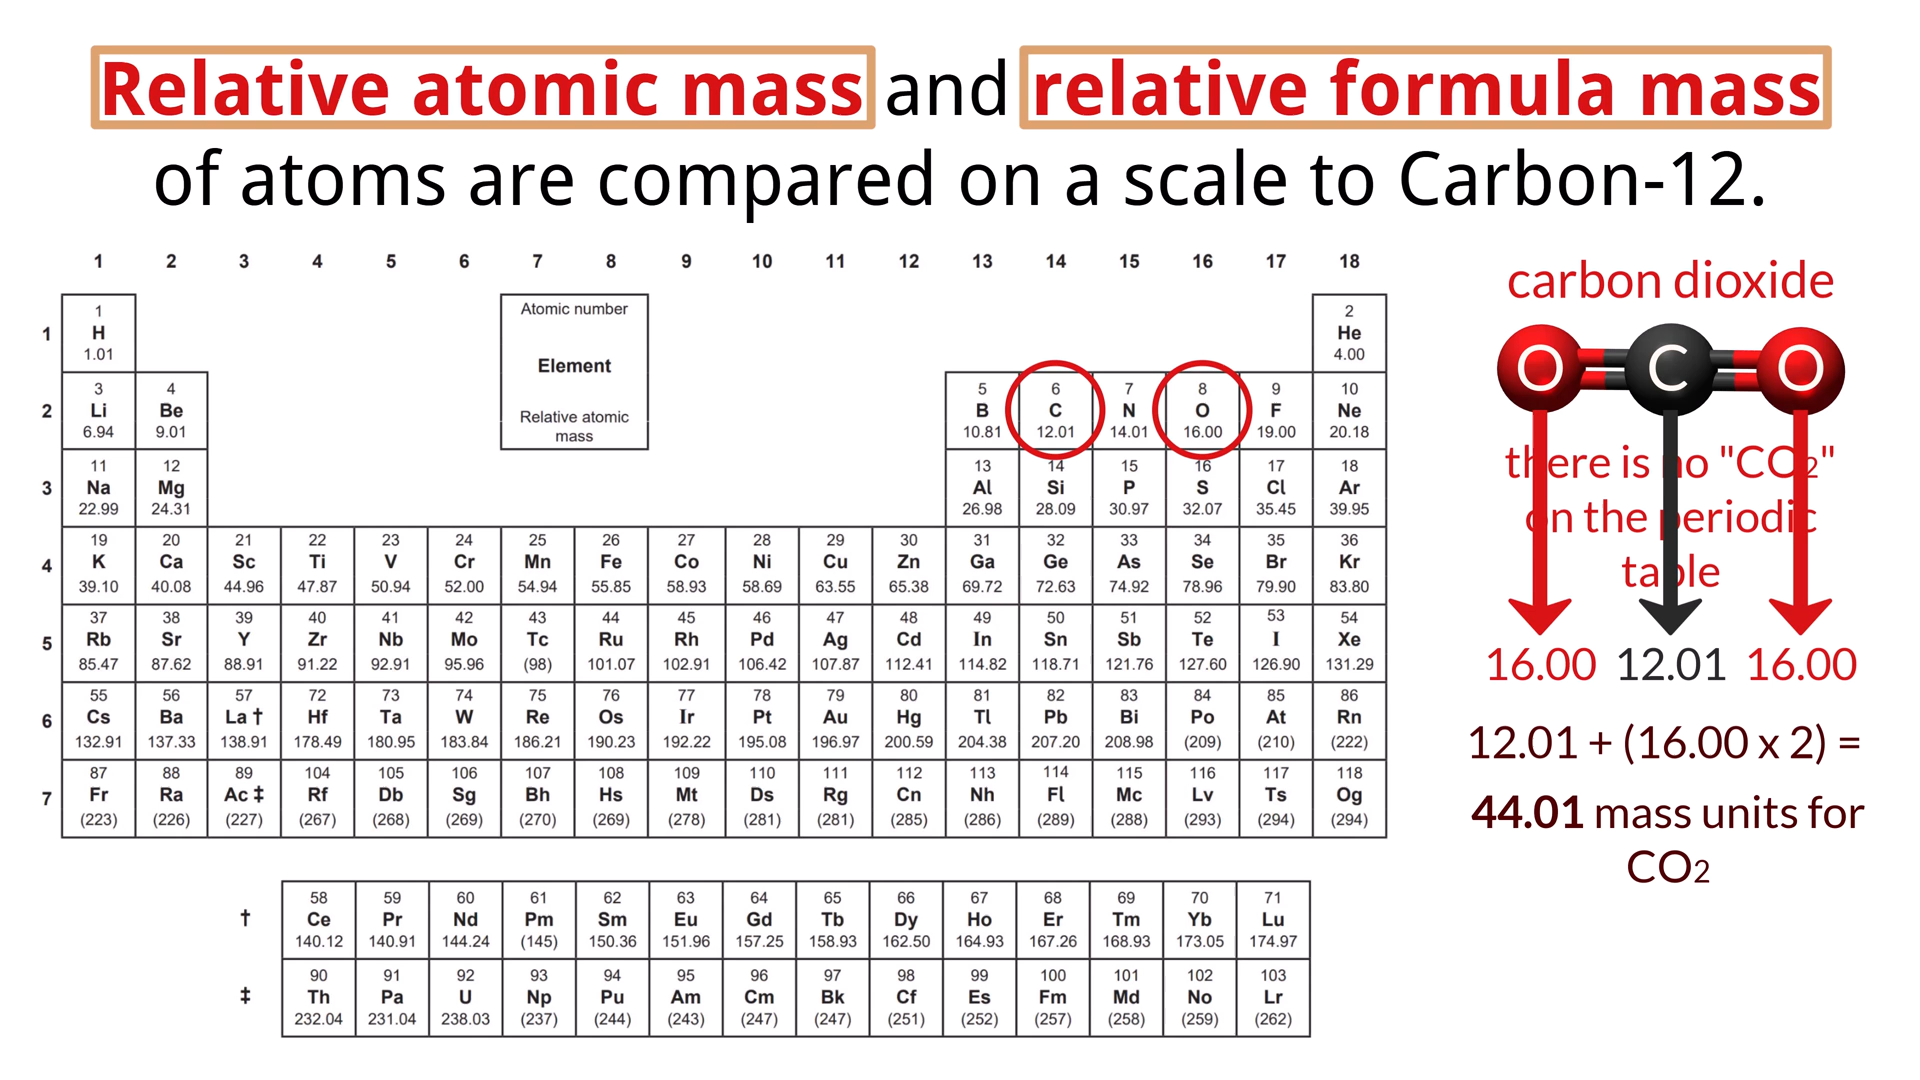 Relative atomic mass and relative formula mass
of atoms are compared on a scale to Carbon-12.
1 2 3 4 5 6 7 8 9 10 11 12 13 14 15 16 17 18
carbon dioxide
O C O
Atomic number
Element
Relative atomic
mass
1
1 2
H He
1.01 4.00
2
3 4 5 6 7 8 9 10
Li Be B C N O F Ne
6.94 9.01 10.81 12.01 14.01 16.00 19.00 20.18
3
11 12 13 14 15 16 17 18
Na Mg Al Si P S Cl Ar
22.99 24.31 26.98 28.09 30.97 32.07 35.45 39.95
4
19 20 21 22 23 24 25 26 27 28 29 30 31 32 33 34 35 36
K Ca Sc Ti V Cr Mn Fe Co Ni Cu Zn Ga Ge As Se Br Kr
39.10 40.08 44.96 47.87 50.94 52.00 54.94 55.85 58.93 58.69 63.55 65.38 69.72 72.63 74.92 78.96 79.90 83.80
5
37 38 39 40 41 42 43 44 45 46 47 48 49 50 51 52 53 54
Rb Sr Y Zr Nb Mo Tc Ru Rh Pd Ag Cd In Sn Sb Te I Xe
85.47 87.62 88.91 91.22 92.91 95.96 (98) 101.07 102.91 106.42 107.87 112.41 114.82 118.71 121.76 127.60 126.90 131.29
6
55 56 57 72 73 74 75 76 77 78 79 80 81 82 83 84 85 86
Cs Ba La † Hf Ta W Re Os Ir Pt Au Hg Tl Pb Bi Po At Rn
132.91 137.33 138.91 178.49 180.95 183.84 186.21 190.23 192.22 195.08 196.97 200.59 204.38 207.20 208.98 (209) (210) (222)
7
87 88 89 104 105 106 107 108 109 110 111 112 113 114 115 116 117 118
Fr Ra Ac ‡ Rf Db Sg Bh Hs Mt Ds Rg Cn Nh Fl Mc Lv Ts Og
(223) (226) (227) (267) (268) (269) (270) (269) (278) (281) (281) (285) (286) (289) (288) (293) (294) (294)
†
58 59 60 61 62 63 64 65 66 67 68 69 70 71
Ce Pr Nd Pm Sm Eu Gd Tb Dy Ho Er Tm Yb Lu
140.12 140.91 144.24 (145) 150.36 151.96 157.25 158.93 162.50 164.93 167.26 168.93 173.05 174.97
‡
90 91 92 93 94 95 96 97 98 99 100 101 102 103
Th Pa U Np Pu Am Cm Bk Cf Es Fm Md No Lr
232.04 231.04 238.03 (237) (244) (243) (247) (247) (251) (252) (257) (258) (259) (262)
there is no "CO2"
on the periodic
table
16.00 12.01 16.00
12.01 + (16.00 x 2) =
44.01 mass units for
CO2